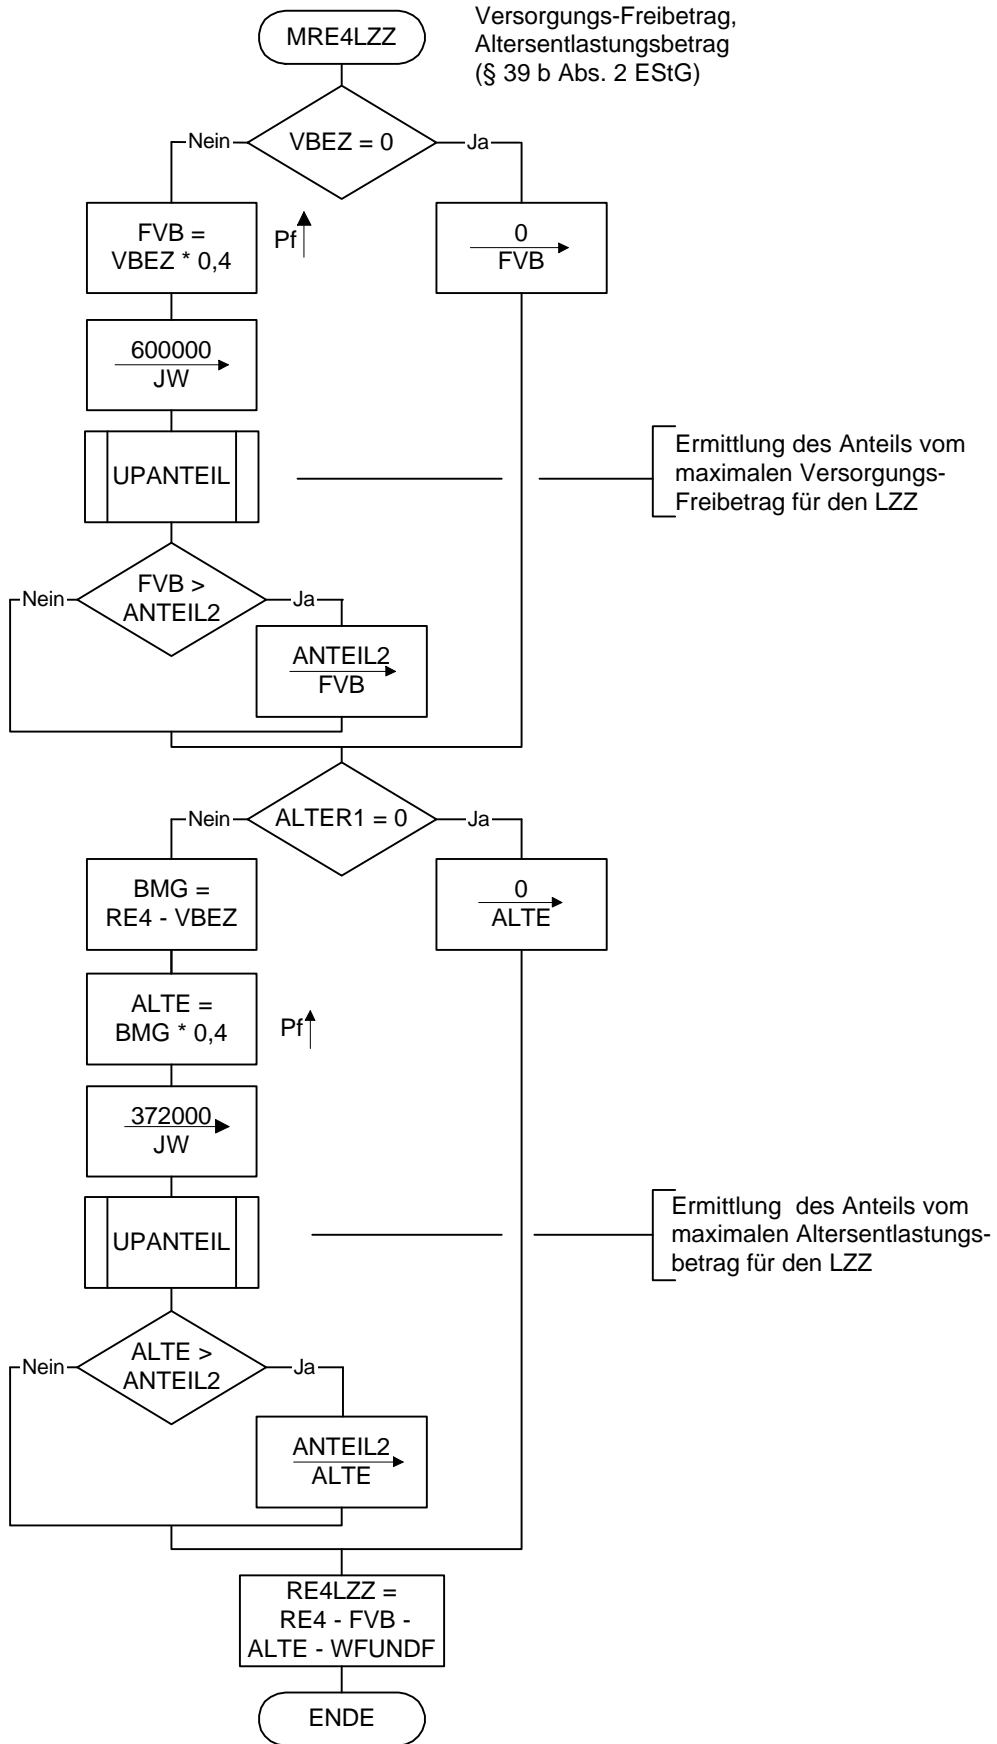 MRE4LZZ
Versorgungs-Freibetrag,
Altersentlastungsbetrag
(§ 39 b Abs. 2 EStG)
Nein
VBEZ = 0
Ja
FVB =
VBEZ * 0,4
Pf
0
FVB
600000
JW
UPANTEIL
Ermittlung des Anteils vom
maximalen Versorgungs-
Freibetrag für den LZZ
Nein
FVB >
ANTEIL2
Ja
ANTEIL2
FVB
Nein
ALTER1 = 0
Ja
BMG =
RE4 - VBEZ
0
ALTE
ALTE =
BMG * 0,4
Pf
372000
JW
UPANTEIL
Ermittlung des Anteils vom
maximalen Altersentlastungs-
betrag für den LZZ
Nein
ALTE >
ANTEIL2
Ja
ANTEIL2
ALTE
RE4LZZ =
RE4 - FVB -
ALTE - WFUNDF
ENDE